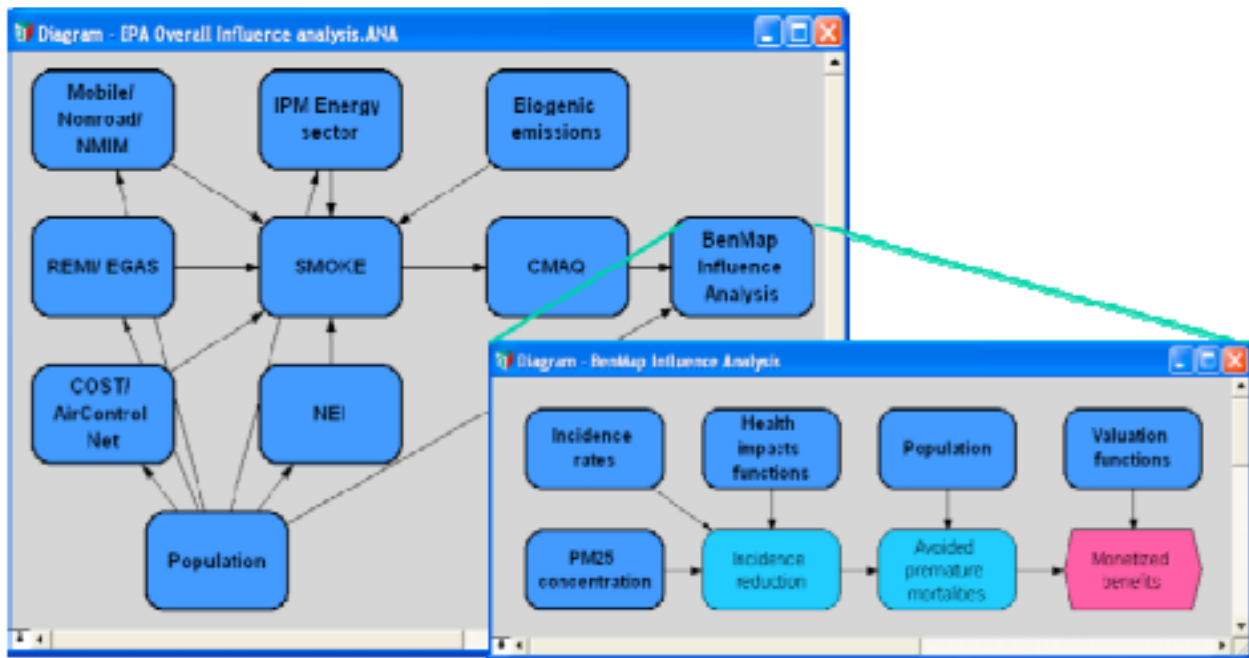 Diagram - EPA Overall Influence analysis.ANA
Mobile/
Nonroad/
NMIM
IPM Energy
sector
Biogenic
emissions
REMI/ EGAS
SMOKE
CMAQ
BenMap
Influence
Analysis
COST/
AirControl
Net
NEI
Population
Diagram - BenMap Influence Analysis
Incidence
rates
Health
impacts
functions
Population
Valuation
functions
PM25
concentration
Incidence
reduction
Avoided
premature
mortalities
Monetized
benefits